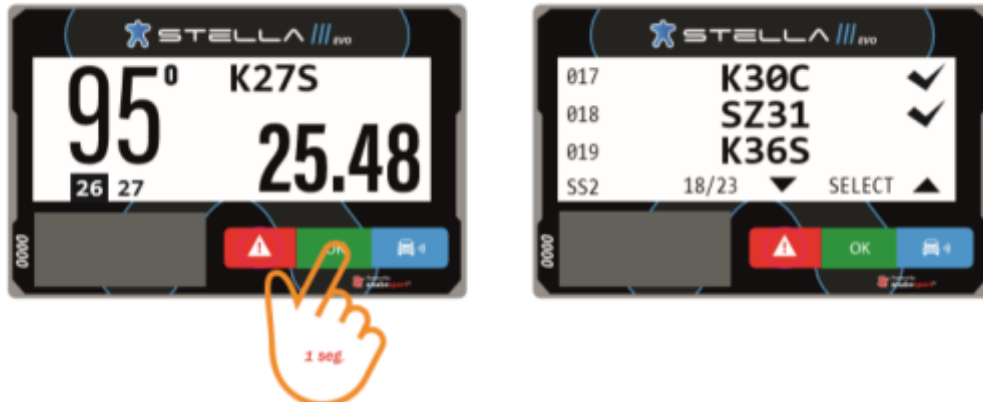 STELLA III EVO
95° K27S
25.48
26 27
0000
OK
1 seg.
STELLA III EVO
017 K30C
018 SZ31
019 K36S
SS2 18/23 SELECT
0000
OK